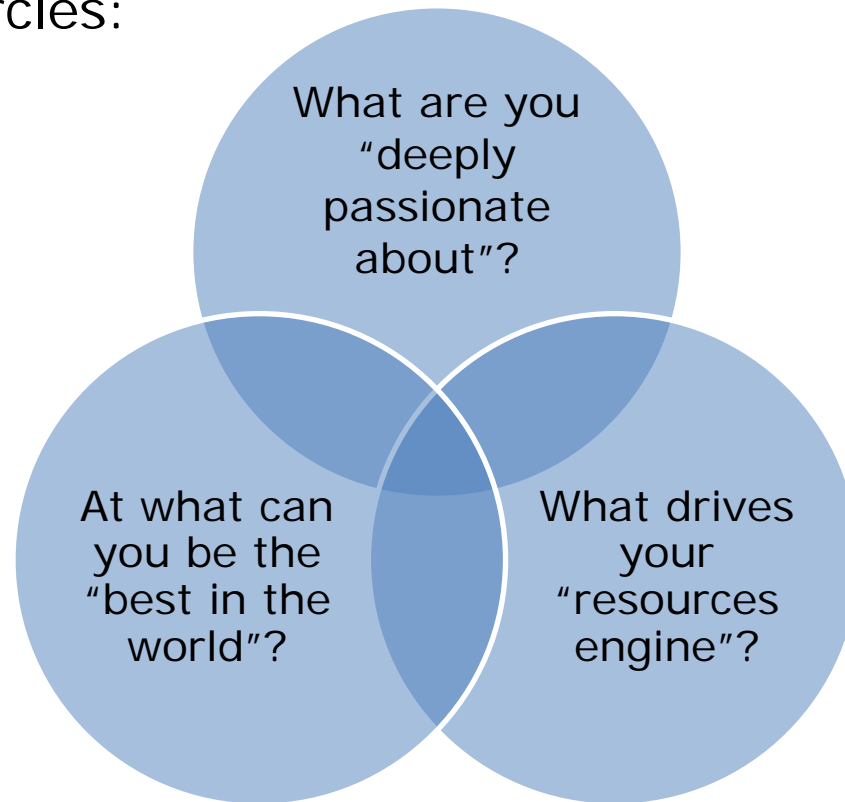 What are you
“deeply
passionate
about”?
At what can
you be the
“best in the
world”?
What drives
your
“resources
engine”?